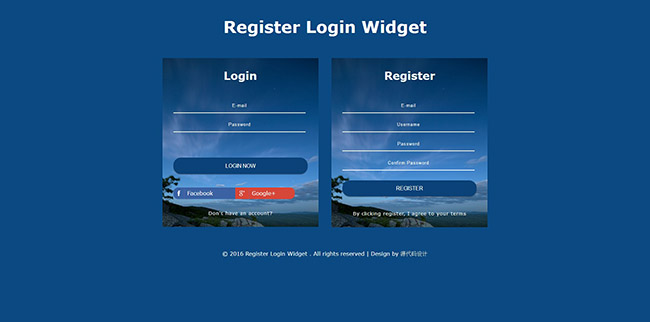 Register Login Widget
Login
E-mail
Password
LOGIN NOW
Facebook
Google+
Don't have an account?
Register
E-mail
Username
Password
Confirm Password
REGISTER
By clicking register, I agree to your terms
© 2016 Register Login Widget . All rights reserved | Design by 源代码设计